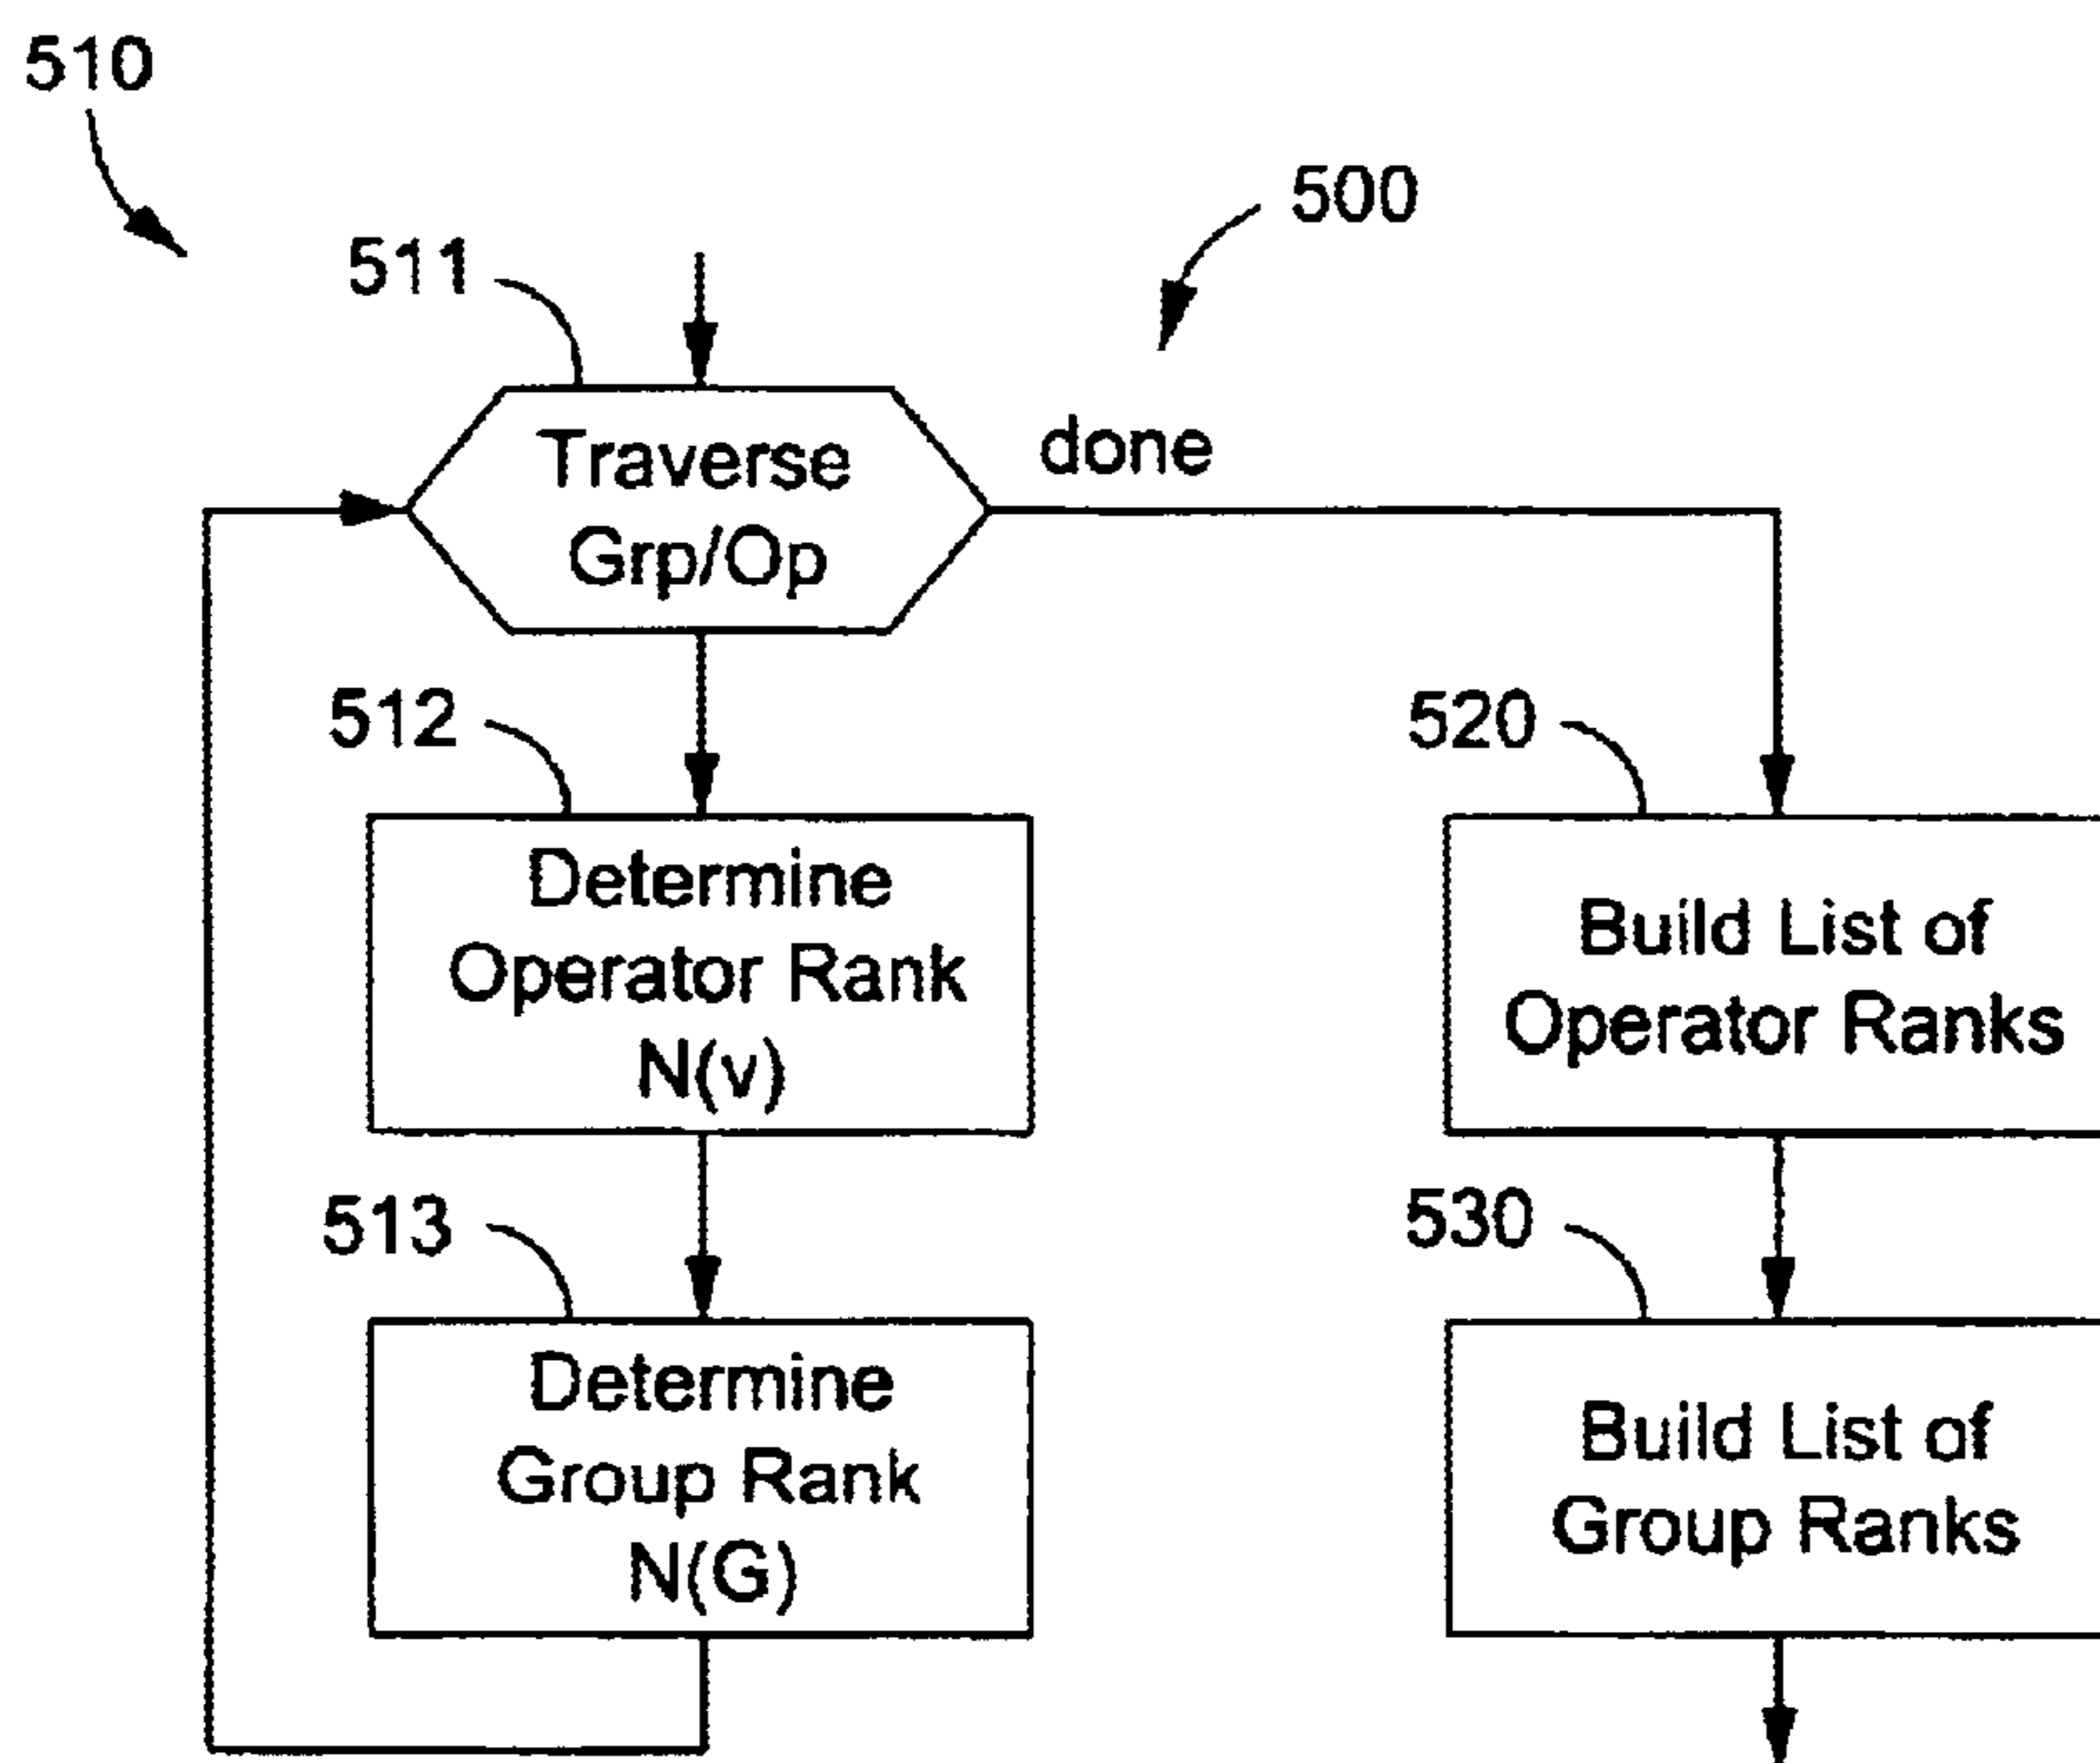 510
500
511
Traverse
Grp/Op
done
512
Determine
Operator Rank
N(v)
520
Build List of
Operator Ranks
513
Determine
Group Rank
N(G)
530
Build List of
Group Ranks